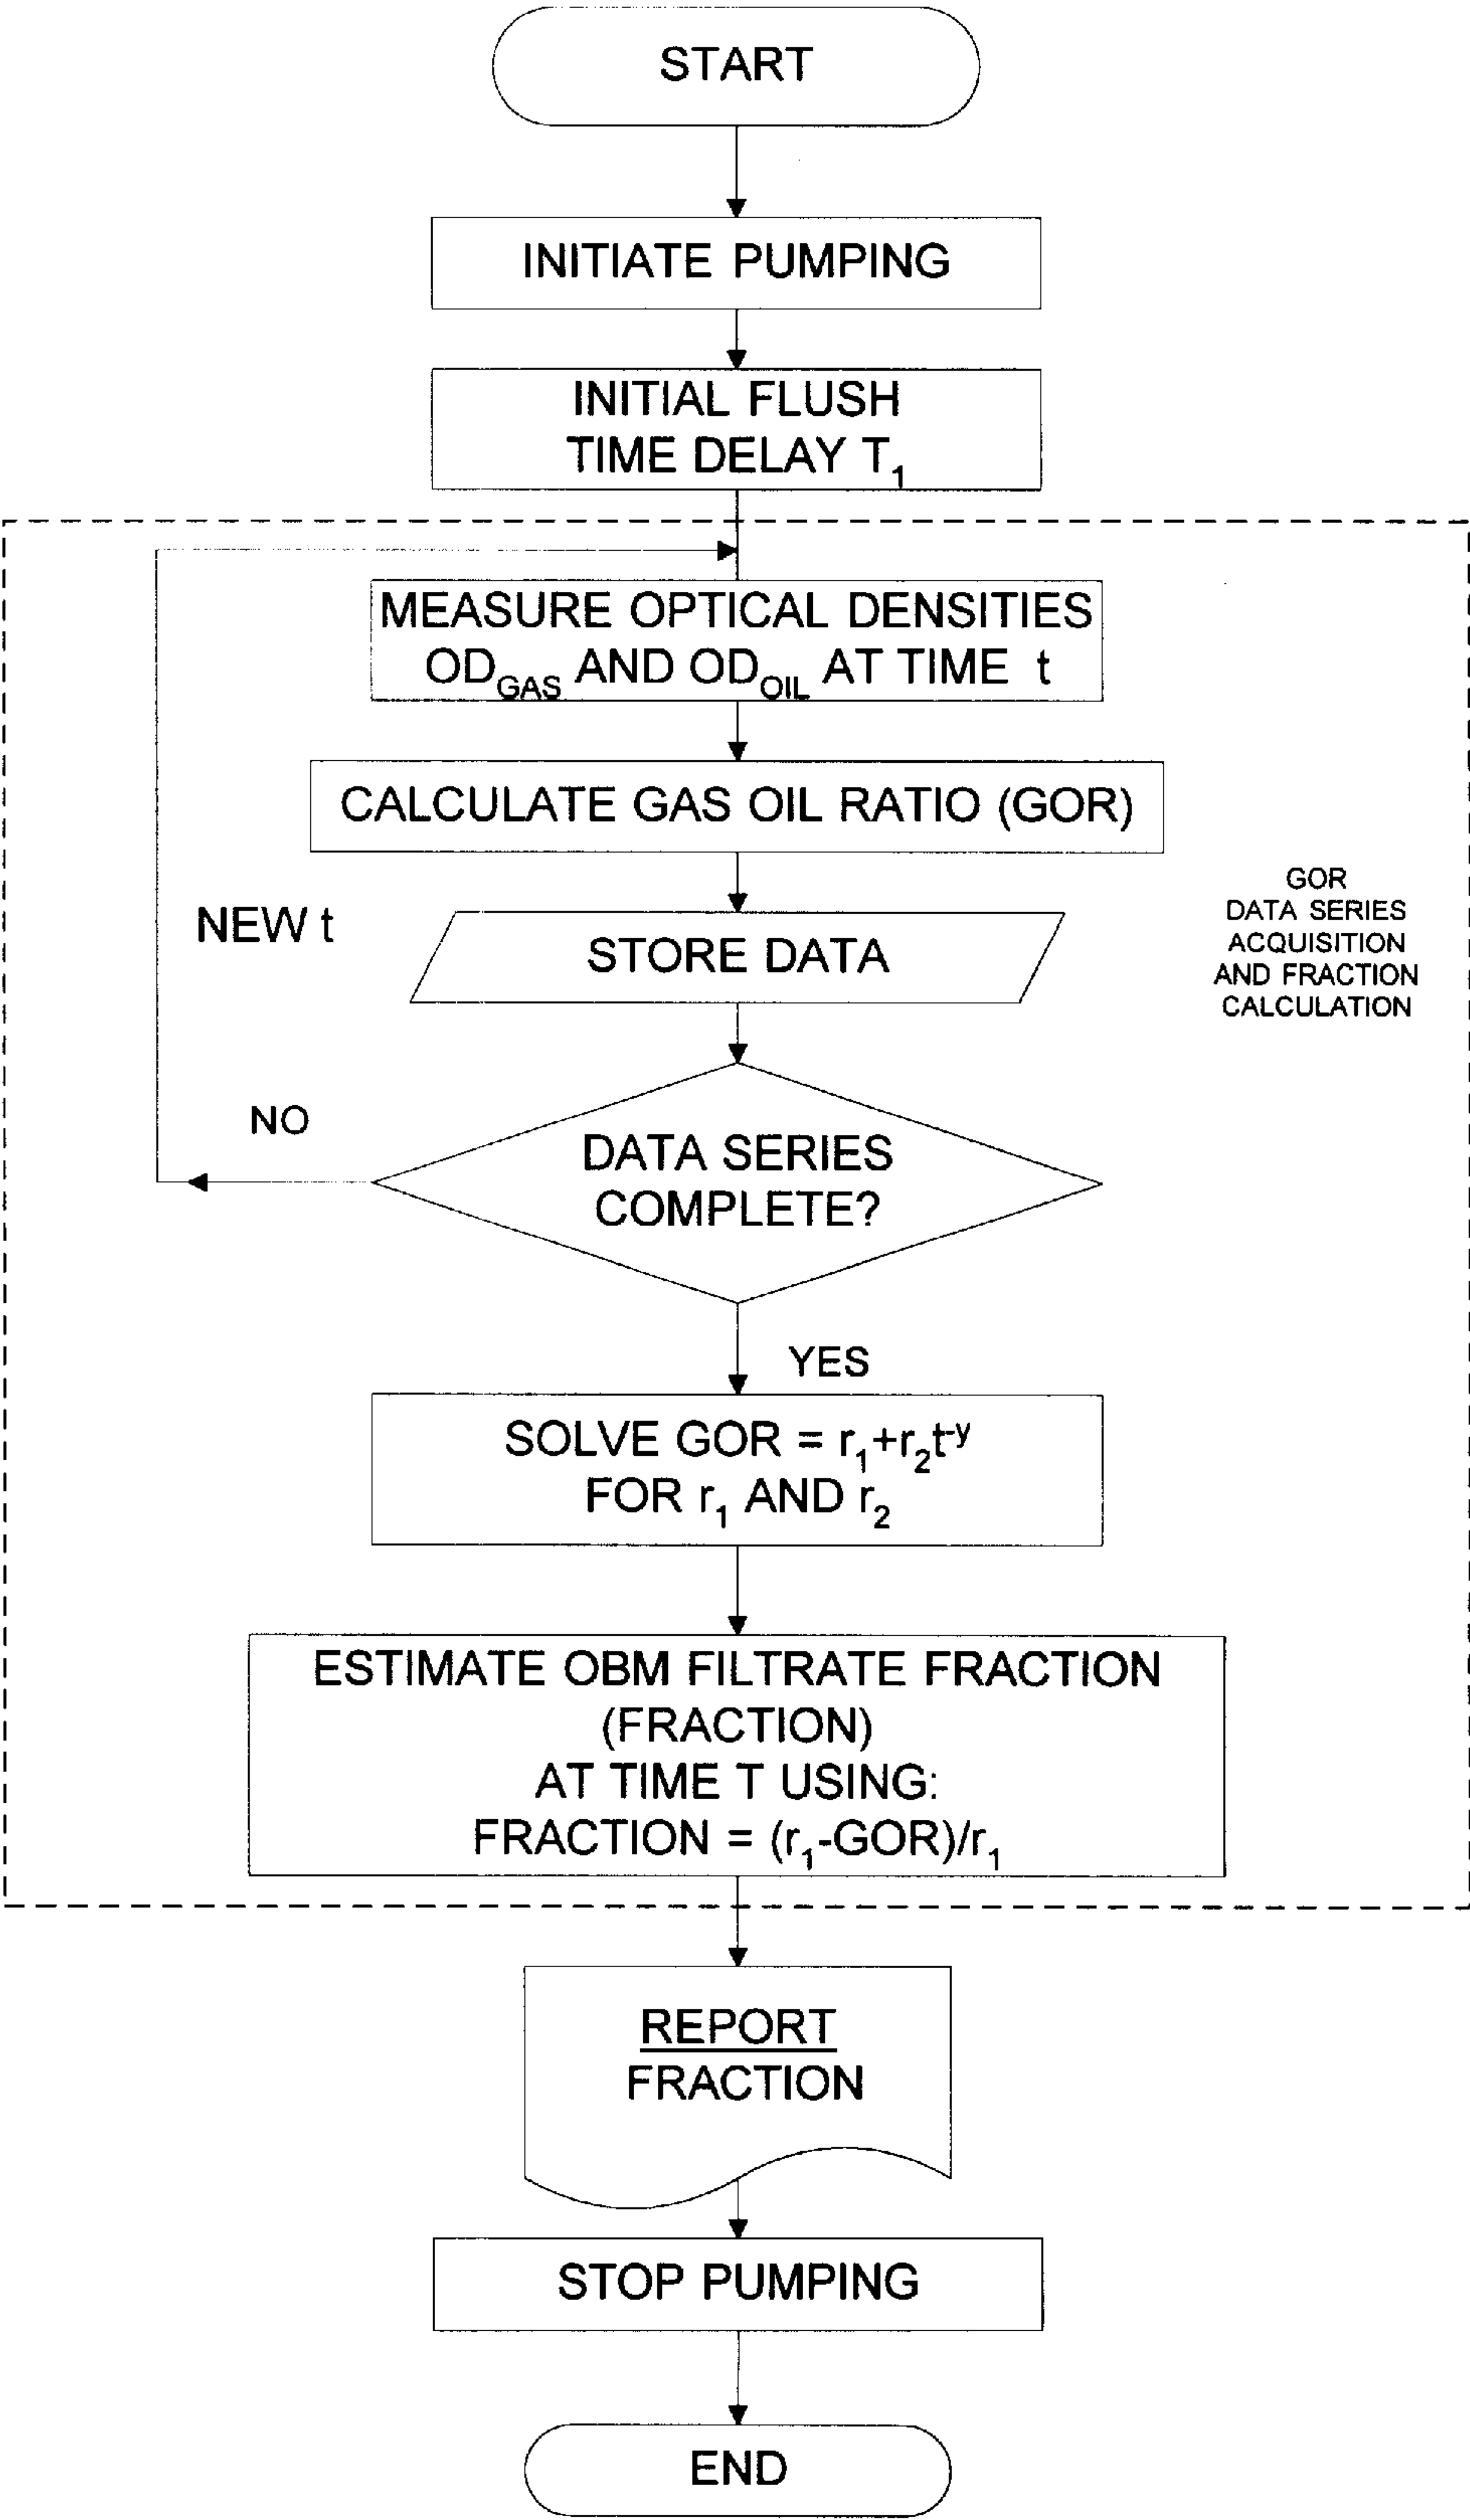 START
INITIATE PUMPING
INITIAL FLUSH
TIME DELAY T₁
MEASURE OPTICAL DENSITIES
OD_GAS AND OD_OIL AT TIME t
CALCULATE GAS OIL RATIO (GOR)
GOR
DATA SERIES
ACQUISITION
AND FRACTION
CALCULATION
NEW t
STORE DATA
NO
DATA SERIES
COMPLETE?
YES
SOLVE GOR = r₁+r₂t⁻ʸ
FOR r₁ AND r₂
ESTIMATE OBM FILTRATE FRACTION
(FRACTION)
AT TIME T USING:
FRACTION = (r₁-GOR)/r₁
REPORT
FRACTION
STOP PUMPING
END